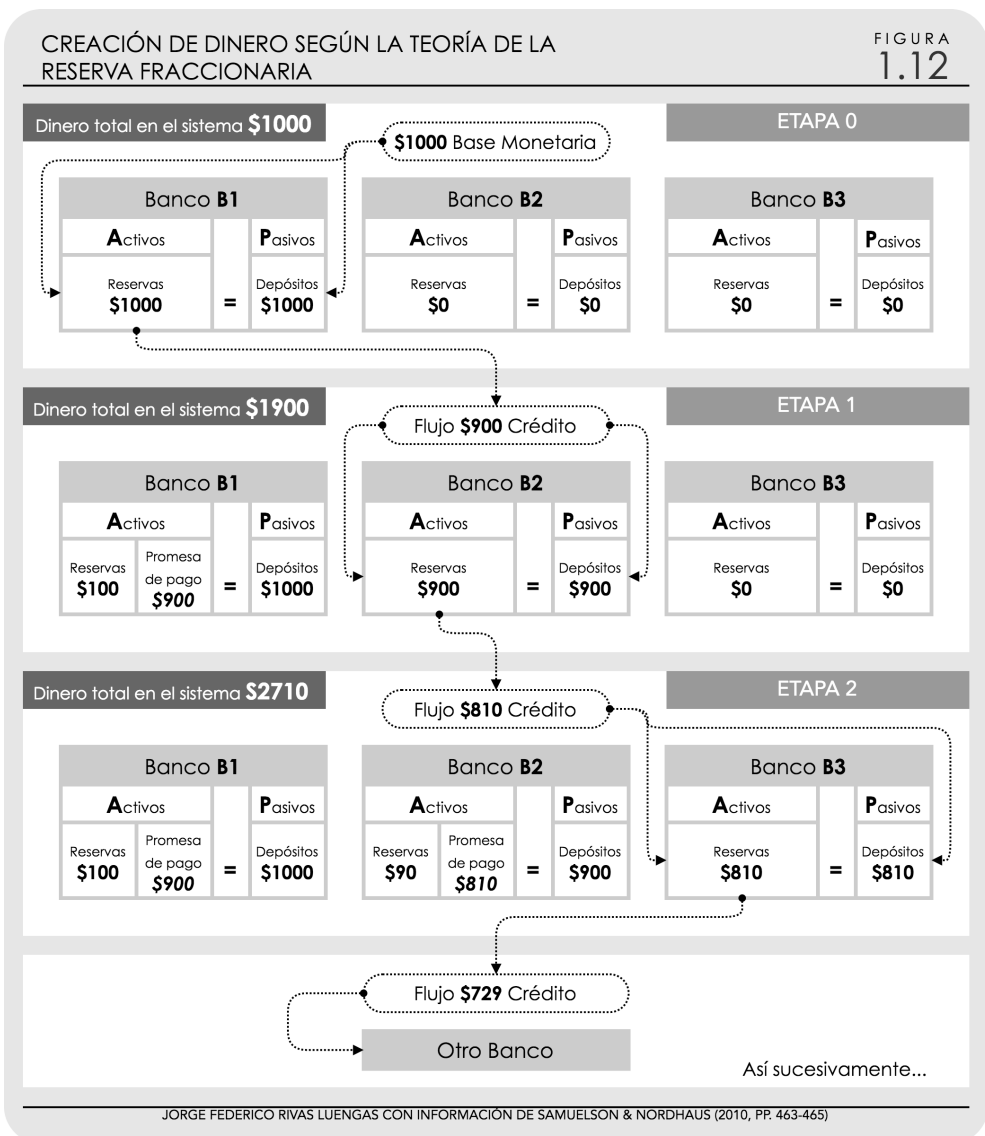 CREACIÓN DE DINERO SEGÚN LA TEORÍA DE LA
RESERVA FRACCIONARIA
FIGURA
1.12
Dinero total en el sistema $1000
$1000 Base Monetaria
ETAPA 0
Banco B1
Activos
Pasivos
Reservas
$1000
=
Depósitos
$1000
Banco B2
Activos
Pasivos
Reservas
$0
=
Depósitos
$0
Banco B3
Activos
Pasivos
Reservas
$0
=
Depósitos
$0
Dinero total en el sistema $1900
Flujo $900 Crédito
ETAPA 1
Banco B1
Activos
Pasivos
Reservas
$100
Promesa
de pago
$900
=
Depósitos
$1000
Banco B2
Activos
Pasivos
Reservas
$900
=
Depósitos
$900
Banco B3
Activos
Pasivos
Reservas
$0
=
Depósitos
$0
Dinero total en el sistema $2710
Flujo $810 Crédito
ETAPA 2
Banco B1
Activos
Pasivos
Reservas
$100
Promesa
de pago
$900
=
Depósitos
$1000
Banco B2
Activos
Pasivos
Reservas
$90
Promesa
de pago
$810
=
Depósitos
$900
Banco B3
Activos
Pasivos
Reservas
$810
=
Depósitos
$810
Flujo $729 Crédito
Otro Banco
Así sucesivamente...
JORGE FEDERICO RIVAS LUENGAS CON INFORMACIÓN DE SAMUELSON & NORDHAUS (2010, PP. 463-465)